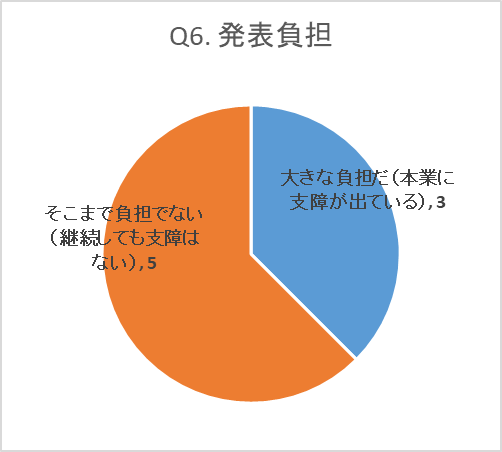 Q6. 発表負担
大きな負担だ（本業に
支障が出ている）, 3
そこまで負担でない
（継続しても支障は
ない）, 5